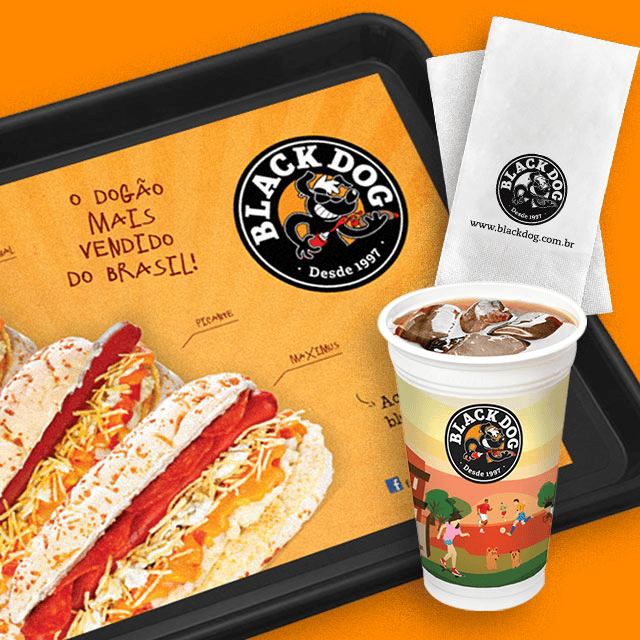 O DOGÃO
MAIS
VENDIDO
DO BRASIL!
BLACK DOG
· Desde 1997 ·
PICANTE
MAXIMUS
BLACK DOG
Desde 1997
www.blackdog.com.br
BLACK DOG
· Desde 1997 ·